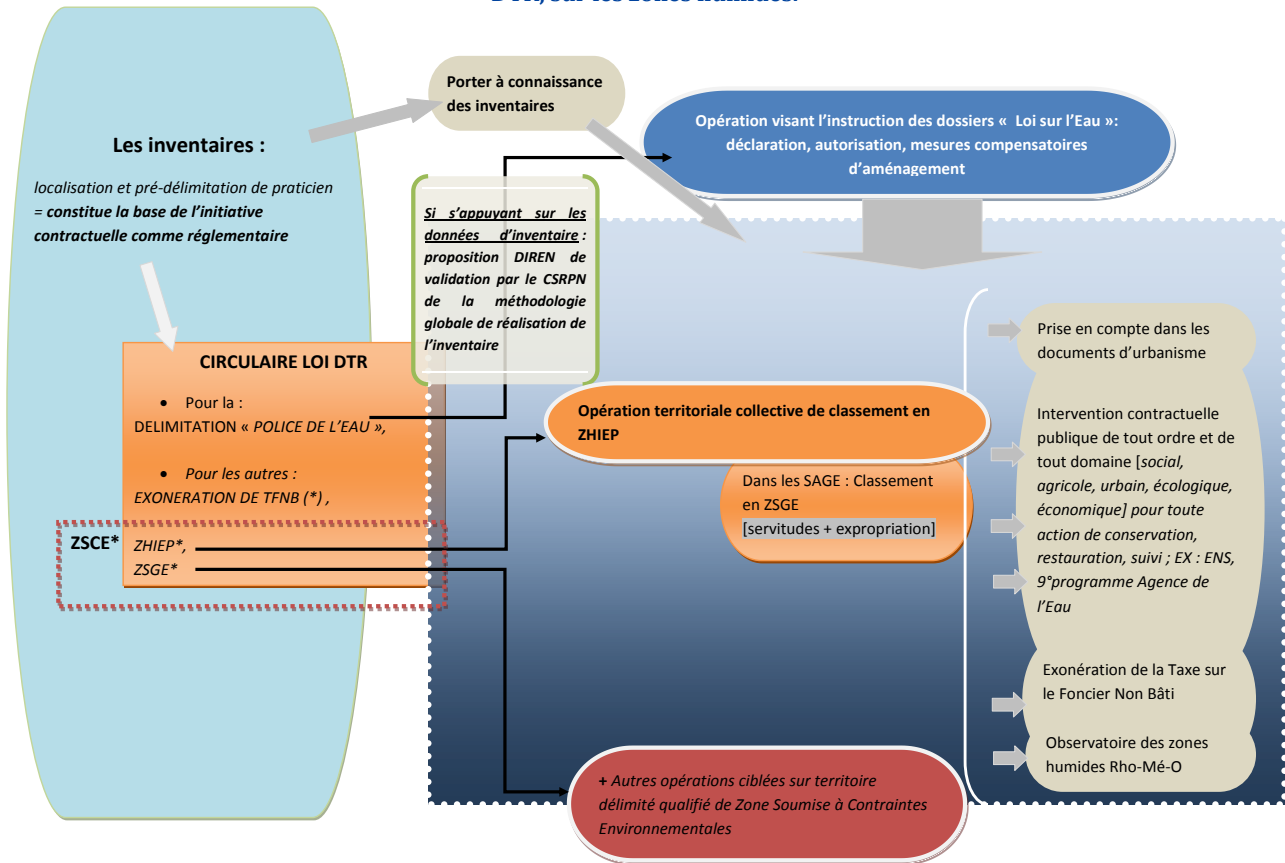 DTR, sur les zones humides.
Porter à connaissance
des inventaires
Opération visant l’instruction des dossiers «  Loi sur l’Eau »:
déclaration, autorisation, mesures compensatoires
d’aménagement
Les inventaires :
localisation et pré-délimitation de praticien
= constitue la base de l’initiative
contractuelle comme réglementaire
Si s’appuyant sur les
données d’inventaire :
proposition DIREN de
validation par le CSRPN
de la méthodologie
globale de réalisation de
l’inventaire
CIRCULAIRE LOI DTR
• Pour la :
DELIMITATION « POLICE DE L’EAU »,
• Pour les autres :
EXONERATION DE TFNB (*) ,
ZSCE*
ZHIEP*,
ZSGE*
Opération territoriale collective de classement en
ZHIEP
Dans les SAGE : Classement
en ZSGE
[servitudes + expropriation]
+ Autres opérations ciblées sur territoire
délimité qualifié de Zone Soumise à Contraintes
Environnementales
Prise en compte dans les
documents d’urbanisme
Intervention contractuelle
publique de tout ordre et de
tout domaine [social,
agricole, urbain, écologique,
économique] pour toute
action de conservation,
restauration, suivi ; EX : ENS,
9°programme Agence de
l’Eau
Exonération de la Taxe sur
le Foncier Non Bâti
Observatoire des zones
humides Rho-Mé-O